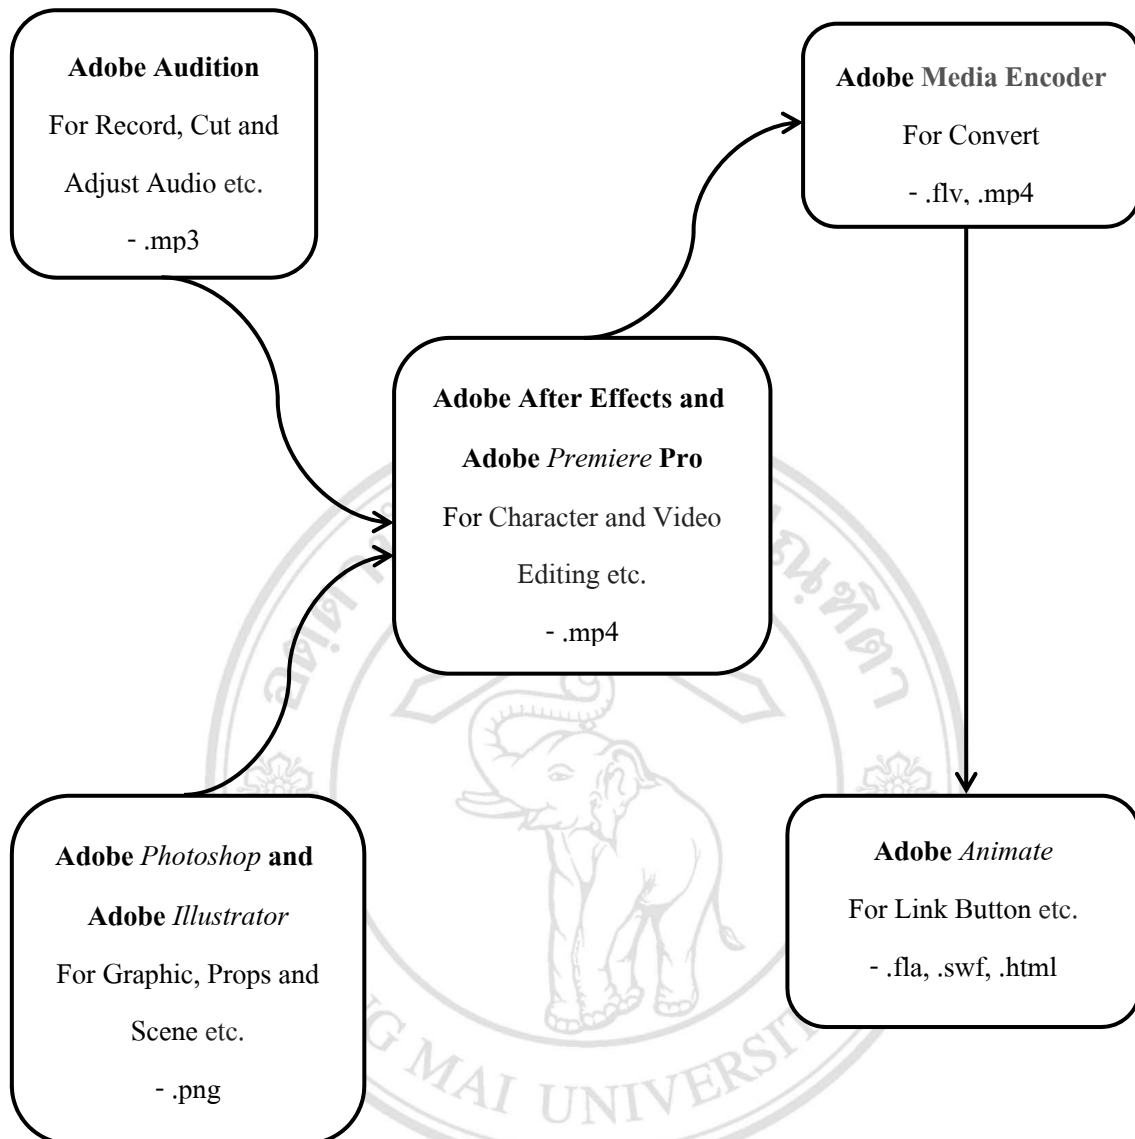 Adobe Audition
For Record, Cut and
Adjust Audio etc.
- .mp3
Adobe Media Encoder
For Convert
- .flv, .mp4
Adobe After Effects and
Adobe Premiere Pro
For Character and Video
Editing etc.
- .mp4
Adobe Photoshop and
Adobe Illustrator
For Graphic, Props and
Scene etc.
- .png
Adobe Animate
For Link Button etc.
- .fla, .swf, .html
MAI UNIVERSIT